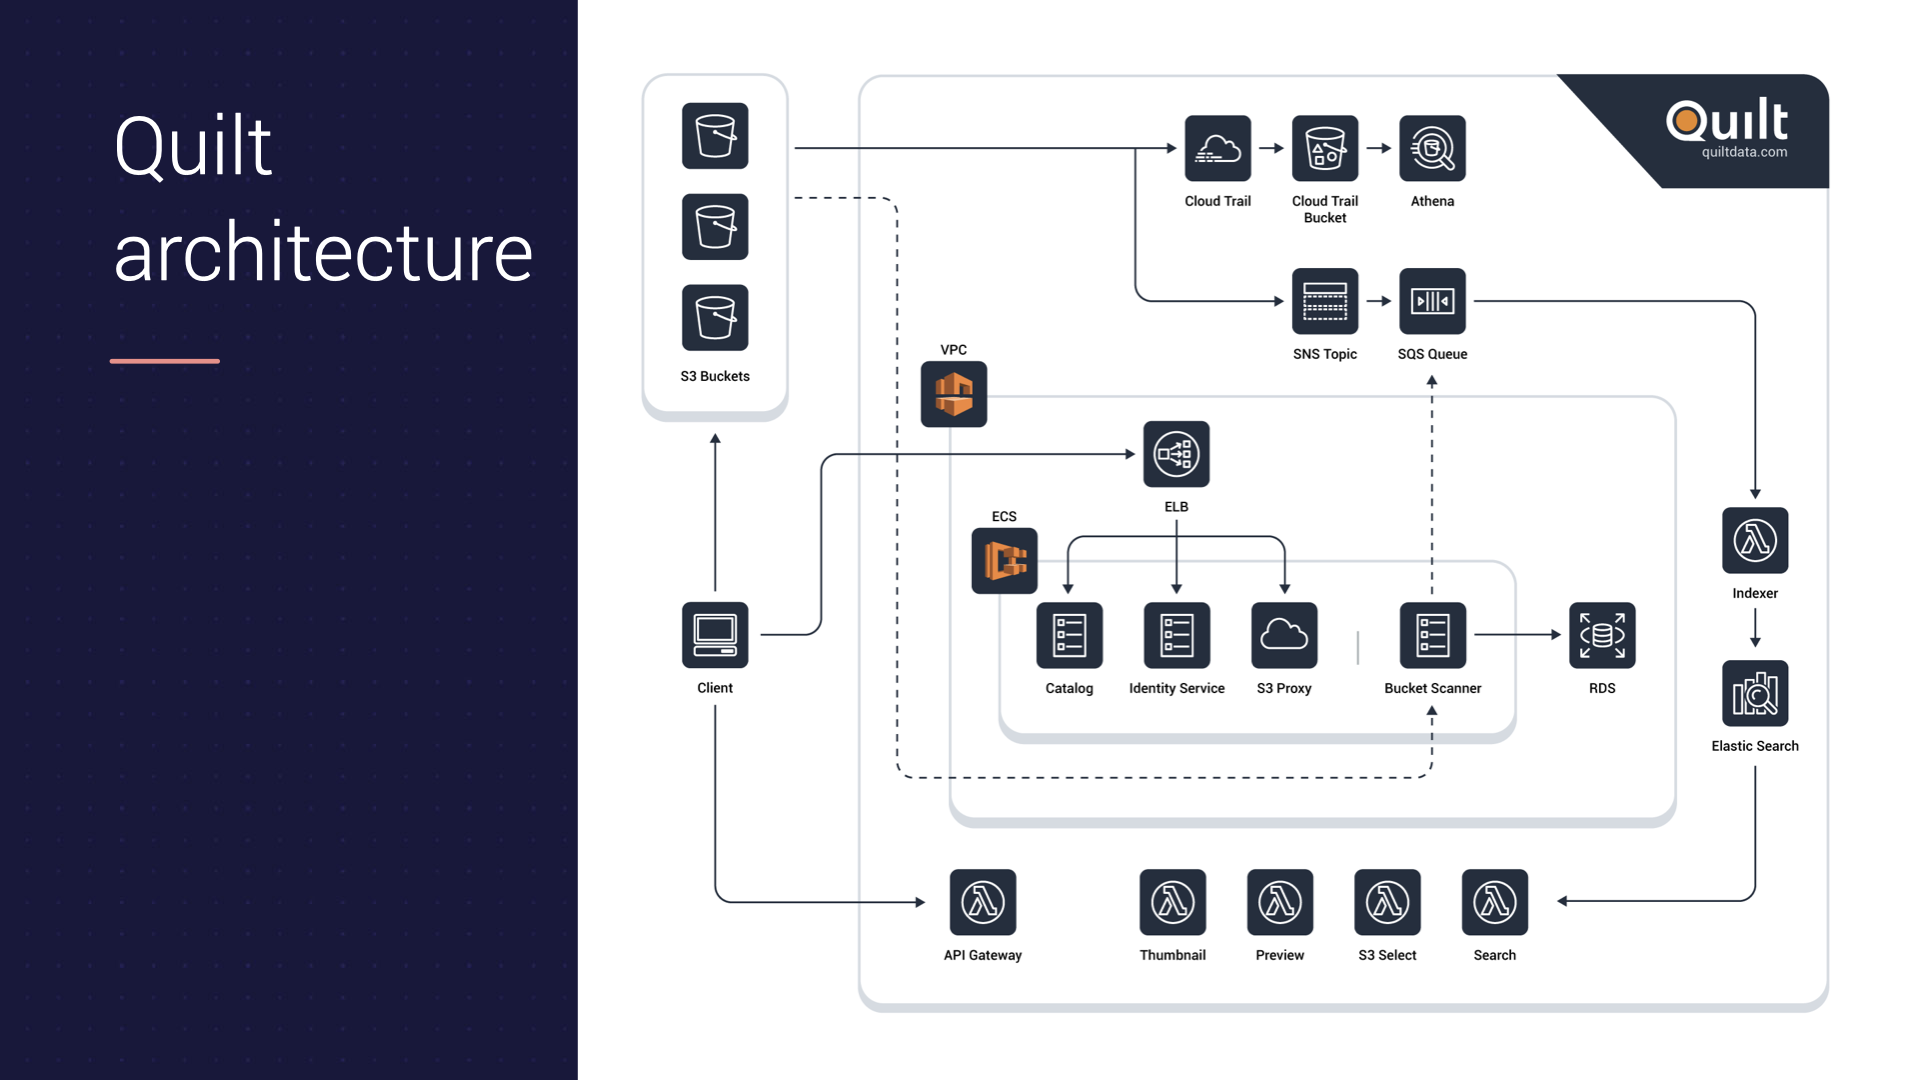 Quilt
architecture
Quilt
quiltdata.com
S3 Buckets
Cloud Trail
Cloud Trail
Bucket
Athena
SNS Topic
SQS Queue
VPC
ELB
ECS
Catalog
Identity Service
S3 Proxy
Bucket Scanner
RDS
Indexer
Elastic Search
Client
API Gateway
Thumbnail
Preview
S3 Select
Search